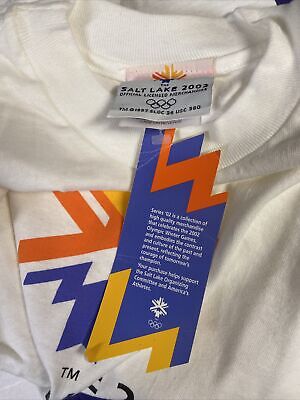 SALT LAKE 2002
OFFICIAL LICENSED MERCHANDISE
TM © 1997 SLOC 36 USC 380
Series '02 is a collection of
high quality merchandise
that celebrates the 2002
Olympic Winter Games,
and embodies the contrast
and culture of the past and
present, reflecting the
courage of tomorrow's
champion.
Your purchase helps support
the Salt Lake Organizing
Committee and America's
Athletes.
TM